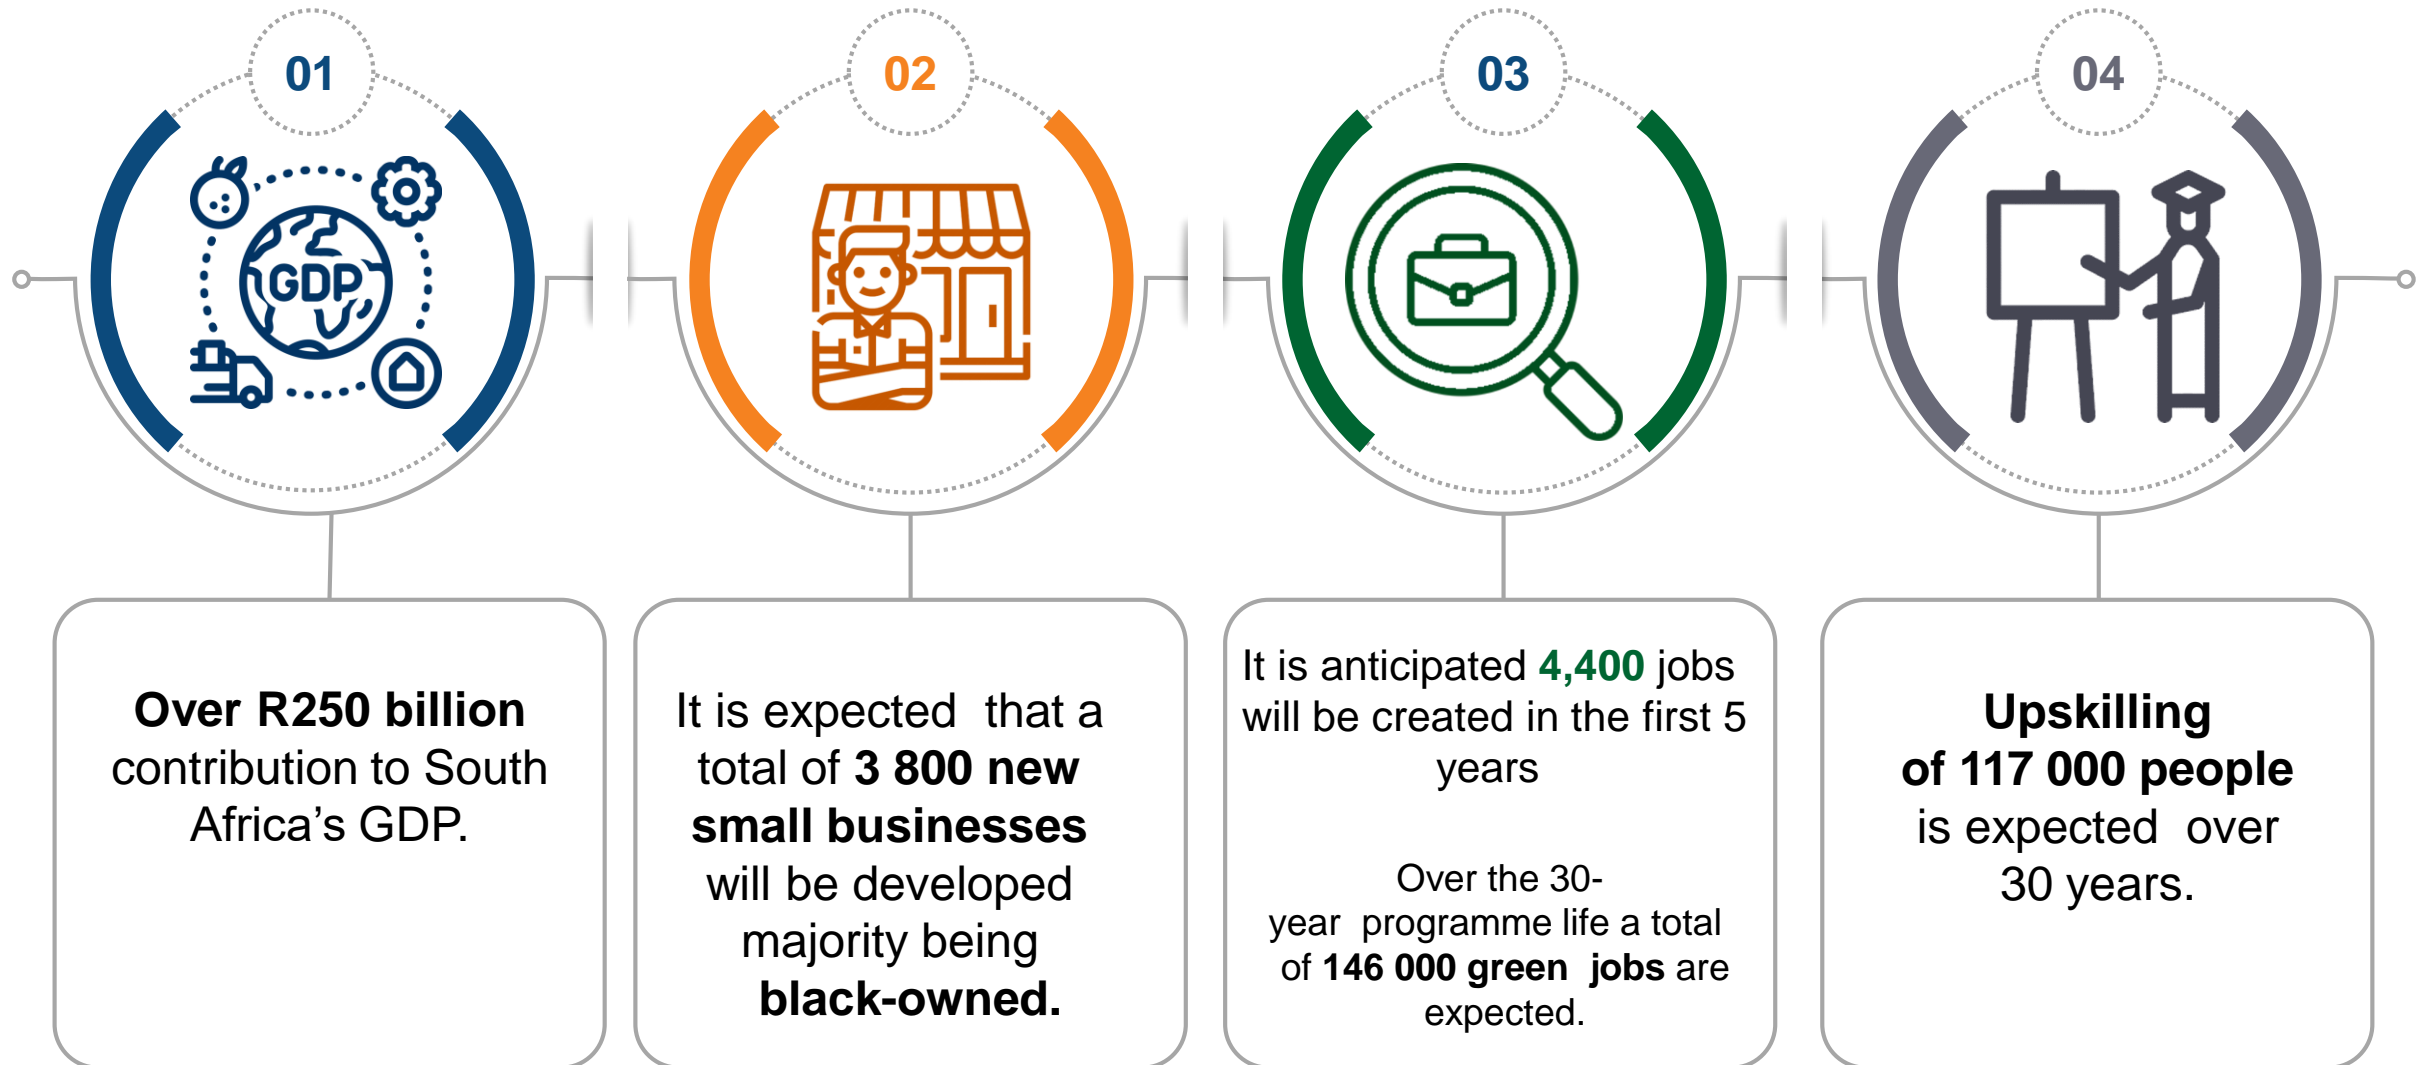 01
GDP
Over R250 billion
contribution to South
Africa’s GDP.
02
It is expected  that a
total of 3 800 new
small businesses
will be developed
majority being
black-owned.
03
It is anticipated 4,400 jobs
will be created in the first 5
years
Over the 30-
year  programme life a total
of 146 000 green  jobs are
expected.
04
Upskilling
of 117 000 people
is expected  over
30 years.